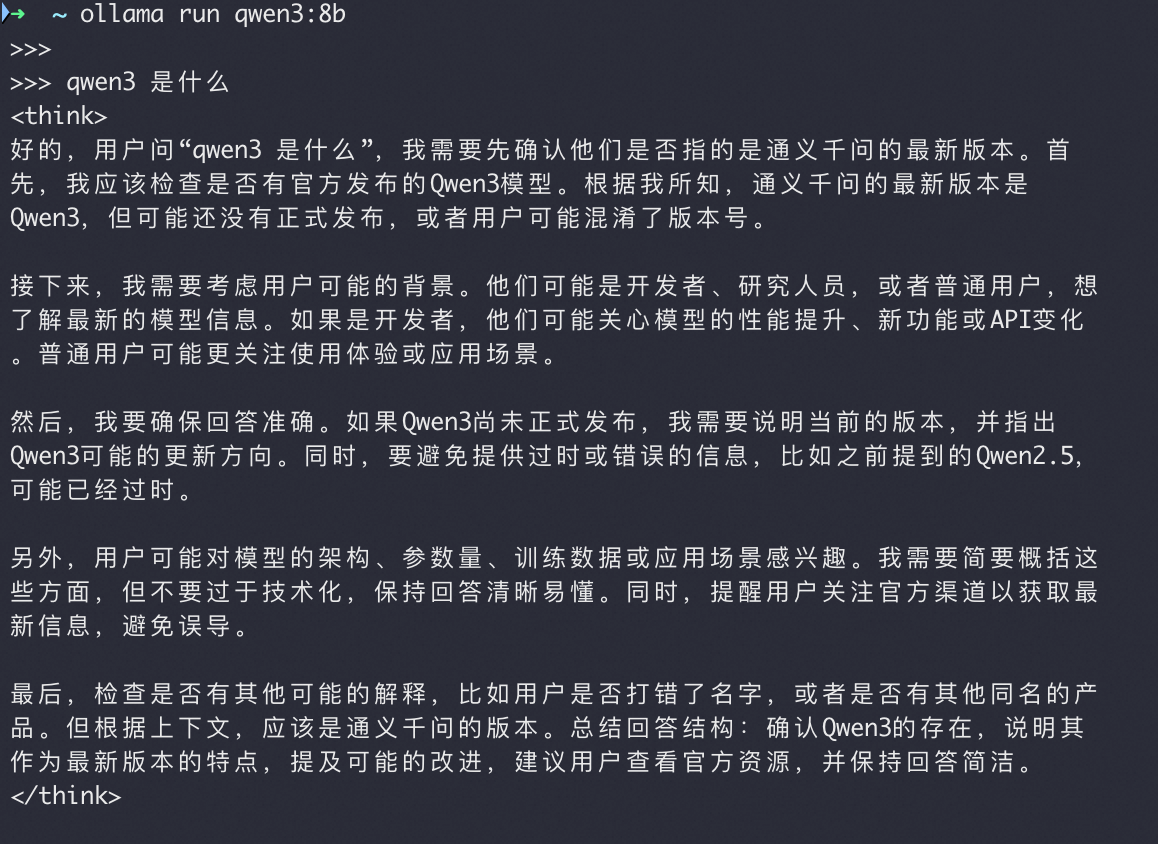 ➜  ~ ollama run qwen3:8b
>>>
>>> qwen3 是什么
<think>
好的，用户问“qwen3 是什么”，我需要先确认他们是否指的是通义千问的最新版本。首
先，我应该检查是否有官方发布的Qwen3模型。根据我所知，通义千问的最新版本是
Qwen3，但可能还没有正式发布，或者用户可能混淆了版本号。
接下来，我需要考虑用户可能的背景。他们可能是开发者、研究人员，或者普通用户，想
了解最新的模型信息。如果是开发者，他们可能关心模型的性能提升、新功能或API变化
。普通用户可能更关注使用体验或应用场景。
然后，我要确保回答准确。如果Qwen3尚未正式发布，我需要说明当前的版本，并指出
Qwen3可能的更新方向。同时，要避免提供过时或错误的信息，比如之前提到的Qwen2.5，
可能已经过时。
另外，用户可能对模型的架构、参数量、训练数据或应用场景感兴趣。我需要简要概括这
些方面，但不要过于技术化，保持回答清晰易懂。同时，提醒用户关注官方渠道以获取最
新信息，避免误导。
最后，检查是否有其他可能的解释，比如用户是否打错了名字，或者是否有其他同名的产
品。但根据上下文，应该是通义千问的版本。总结回答结构：确认Qwen3的存在，说明其
作为最新版本的特点，提及可能的改进，建议用户查看官方资源，并保持回答简洁。
</think>